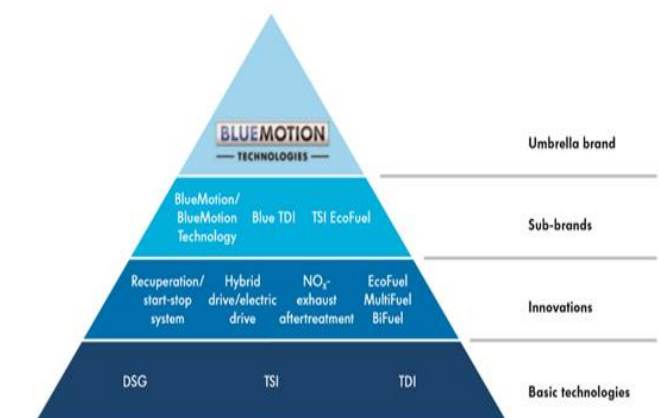 BLUEMOTION
TECHNOLOGIES
Umbrella brand
BlueMotion/
BlueMotion
Technology
Blue TDI
TSI EcoFuel
Sub-brands
Recuperation/
start-stop
system
Hybrid
drive/electric
drive
NOx-
exhaust
aftertreatment
EcoFuel
MultiFuel
BiFuel
Innovations
DSG
TSI
TDI
Basic technologies